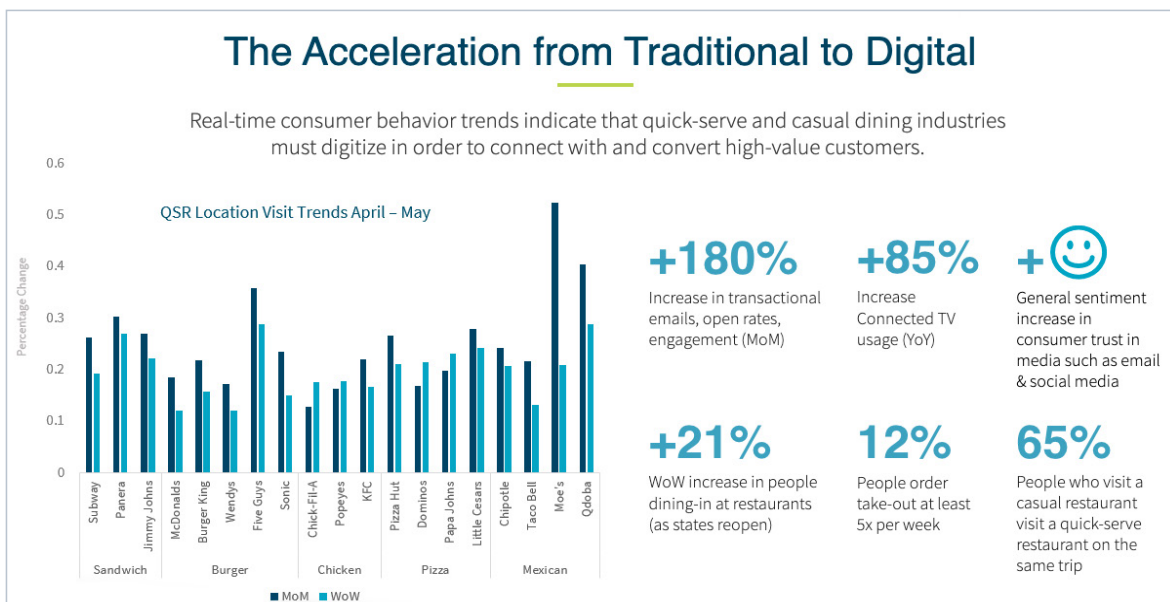 The Acceleration from Traditional to Digital
Real-time consumer behavior trends indicate that quick-serve and casual dining industries
must digitize in order to connect with and convert high-value customers.
QSR Location Visit Trends April – May
Percentage Change
0.6
0.5
0.4
0.3
0.2
0.1
0
Subway
Panera
Jimmy Johns
McDonalds
Burger King
Wendys
Five Guys
Sonic
Chick-Fil-A
Popeyes
KFC
Pizza Hut
Dominos
Papa Johns
Little Cesars
Chipotle
Taco Bell
Moe's
Qdoba
Sandwich
Burger
Chicken
Pizza
Mexican
MoM
WoW
+180%
Increase in transactional
emails, open rates,
engagement (MoM)
+85%
Increase
Connected TV
usage (YoY)
+
General sentiment
increase in
consumer trust in
media such as email
& social media
+21%
WoW increase in people
dining-in at restaurants
(as states reopen)
12%
People order
take-out at least
5x per week
65%
People who visit a
casual restaurant
visit a quick-serve
restaurant on the
same trip